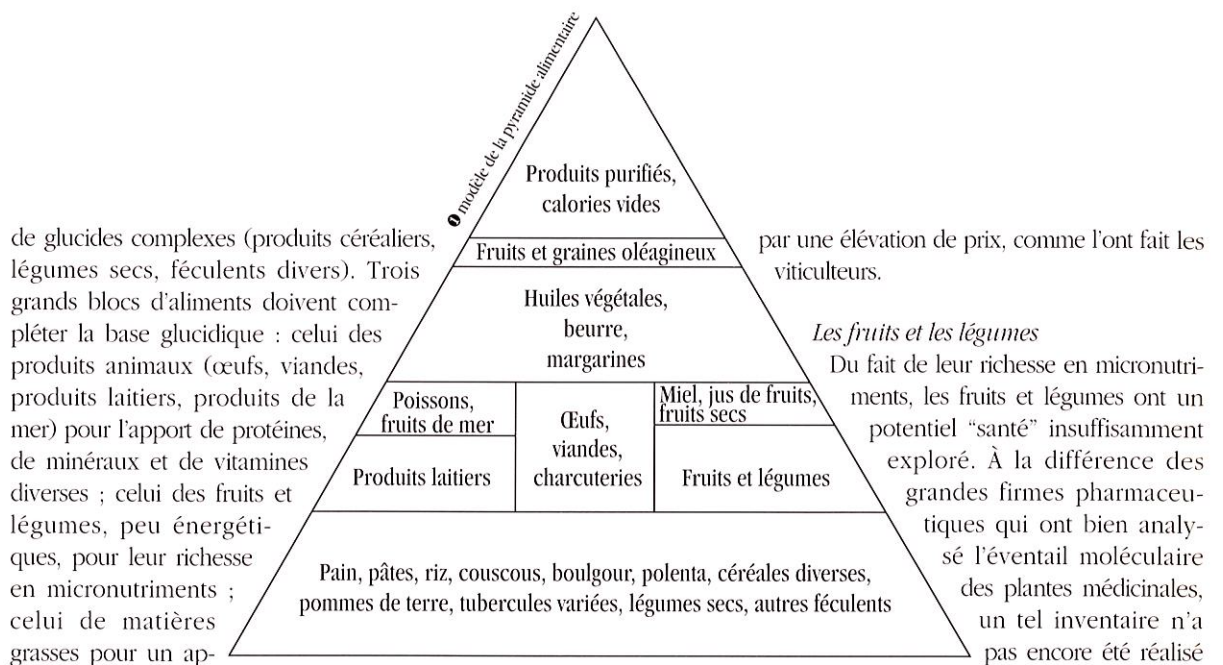 ❶ modèle de la pyramide alimentaire
Produits purifiés,
calories vides
Fruits et graines oléagineux
Huiles végétales,
beurre,
margarines
Poissons,
fruits de mer
Produits laitiers
Œufs,
viandes,
charcuteries
Miel, jus de fruits,
fruits secs
Fruits et légumes
Pain, pâtes, riz, couscous, boulgour, polenta, céréales diverses,
pommes de terre, tubercules variées, légumes secs, autres féculents
de glucides complexes (produits céréaliers,
légumes secs, féculents divers). Trois
grands blocs d'aliments doivent com-
pléter la base glucidique : celui des
produits animaux (œufs, viandes,
produits laitiers, produits de la
mer) pour l'apport de protéines,
de minéraux et de vitamines
diverses ; celui des fruits et
légumes, peu énergéti-
ques, pour leur richesse
en micronutriments ;
celui de matières
grasses pour un ap-
par une élévation de prix, comme l'ont fait les
viticulteurs.
Les fruits et les légumes
Du fait de leur richesse en micronutri-
ments, les fruits et légumes ont un
potentiel “santé” insuffisamment
exploré. À la différence des
grandes firmes pharmaceu-
tiques qui ont bien analy-
sé l'éventail moléculaire
des plantes médicinales,
un tel inventaire n'a
pas encore été réalisé